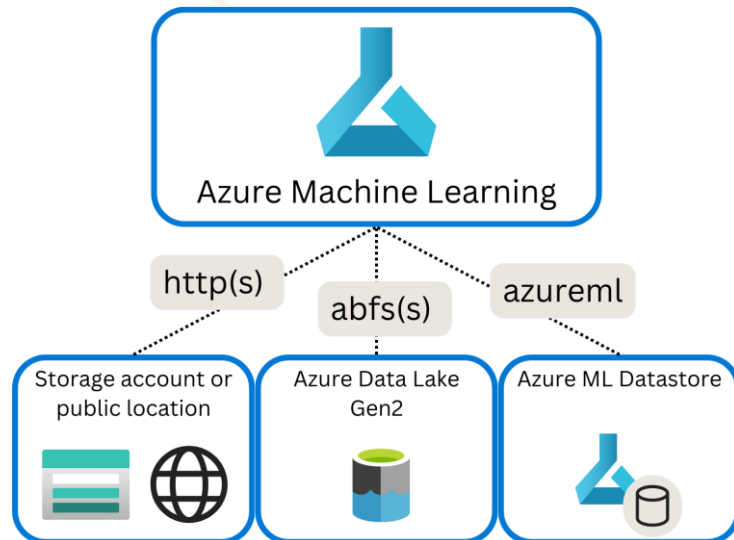 Azure Machine Learning
http(s)
abfs(s)
azureml
Storage account or
public location
Azure Data Lake
Gen2
Azure ML Datastore